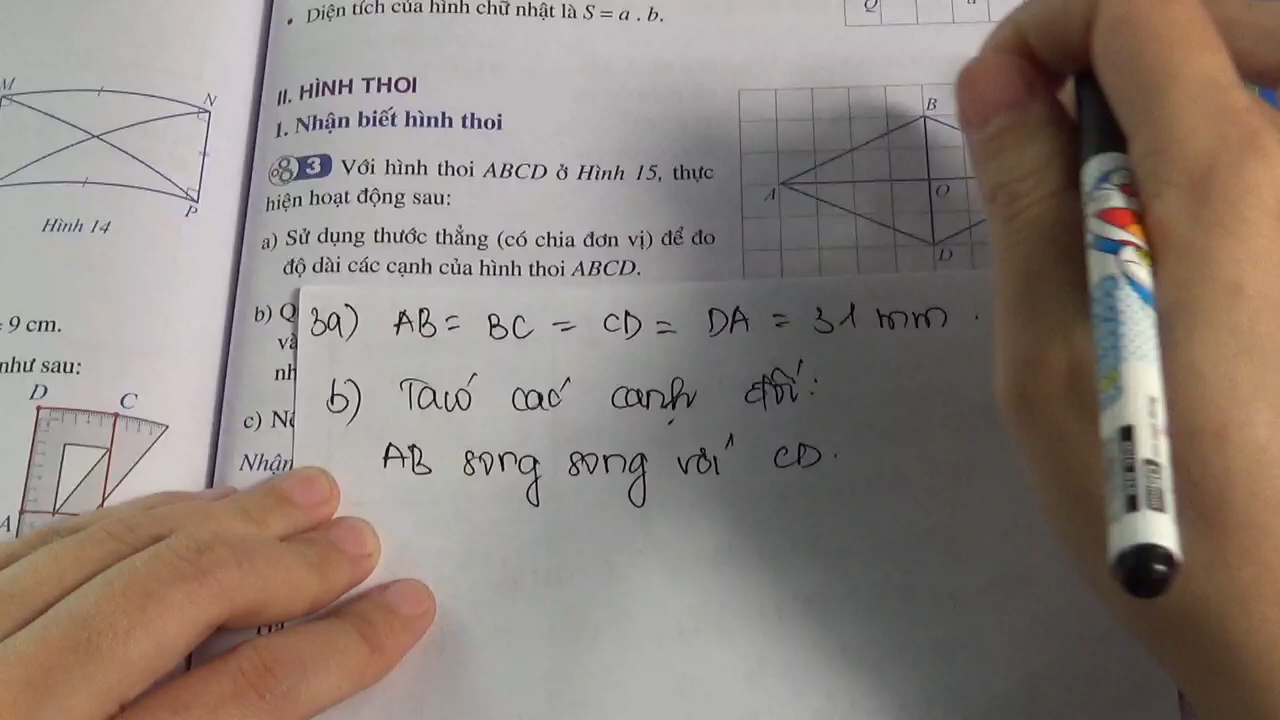 Diện tích của hình chữ nhật là S = a . b.
Q a
II. HÌNH THOI
1. Nhận biết hình thoi
3 Với hình thoi ABCD ở Hình 15, thực
hiện hoạt động sau:
a) Sử dụng thước thẳng (có chia đơn vị) để đo
độ dài các cạnh của hình thoi ABCD.
b) Q
c) N
Nhận
M
N
P
Hình 14
9 cm.
như sau:
D C
A
B
A O
D
3a) AB = BC = CD = DA = 31 mm.
b) Ta có các cạnh đối:
AB song song với CD.